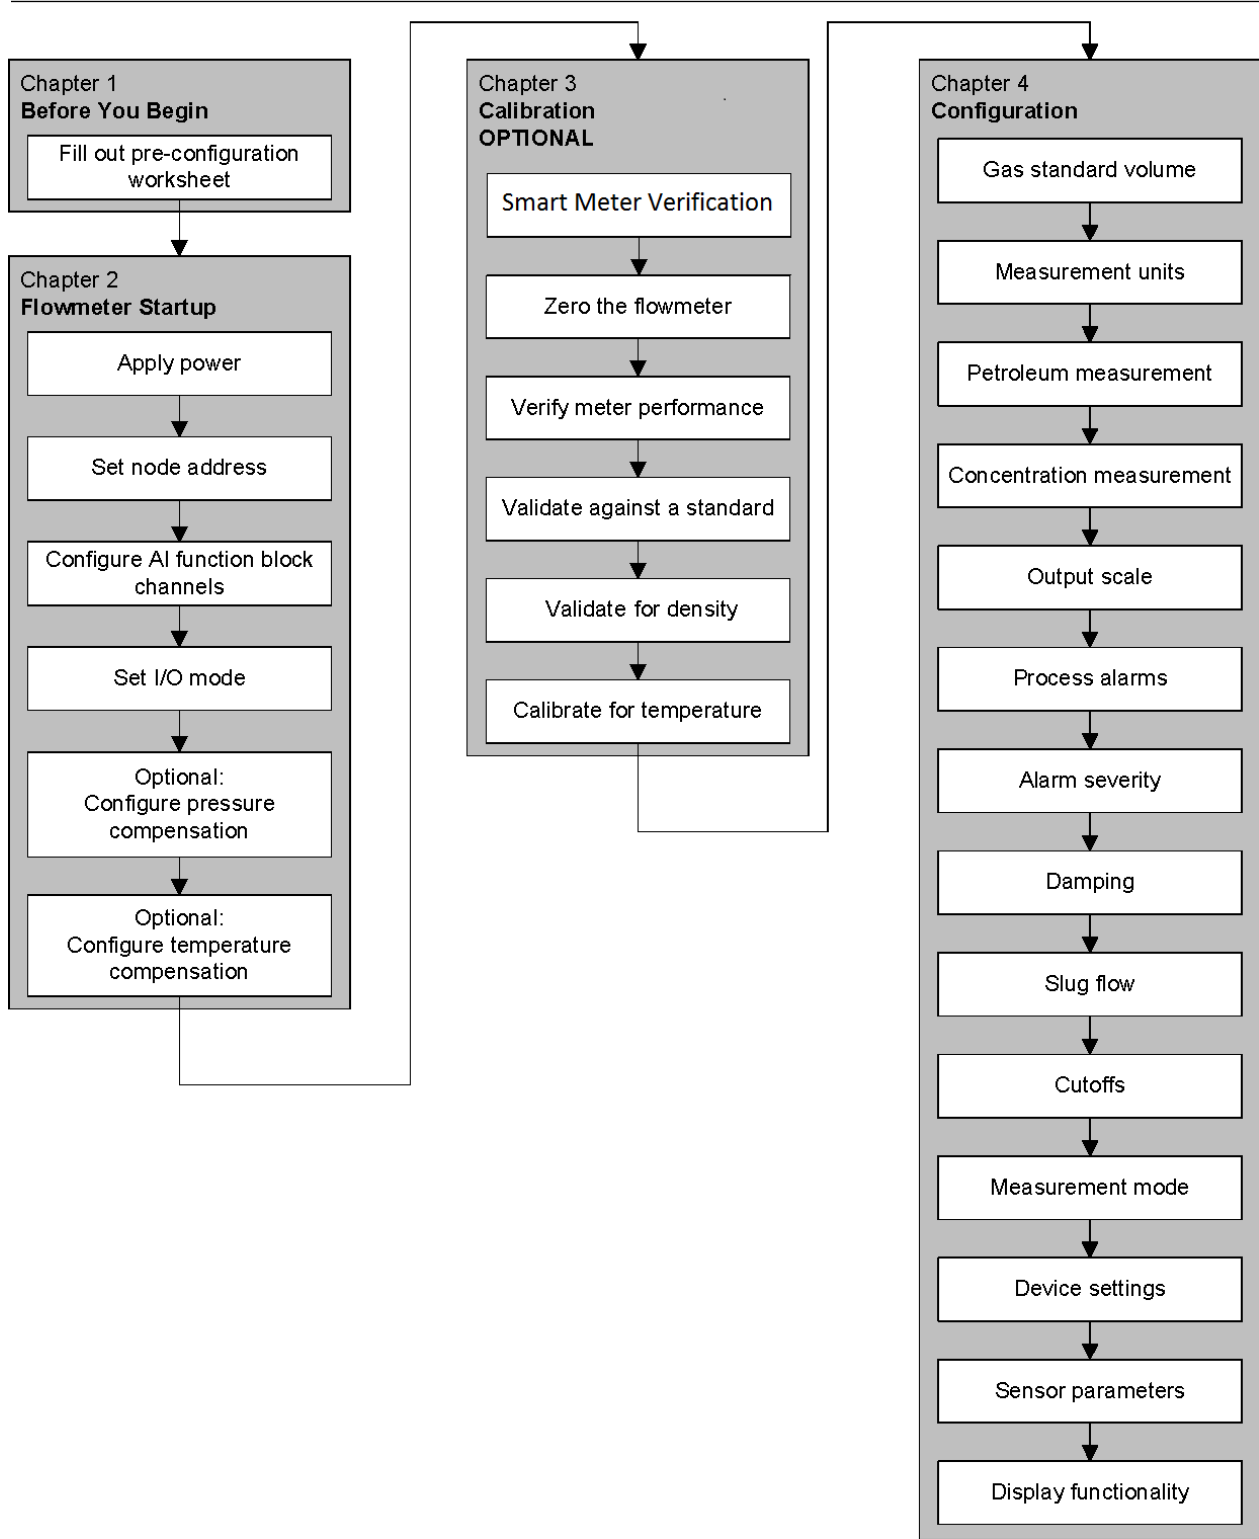 Chapter 1
Before You Begin
Fill out pre-configuration
worksheet
Chapter 2
Flowmeter Startup
Apply power
Set node address
Configure AI function block
channels
Set I/O mode
Optional:
Configure pressure
compensation
Optional:
Configure temperature
compensation
Chapter 3
Calibration
OPTIONAL
Smart Meter Verification
Zero the flowmeter
Verify meter performance
Validate against a standard
Validate for density
Calibrate for temperature
Chapter 4
Configuration
Gas standard volume
Measurement units
Petroleum measurement
Concentration measurement
Output scale
Process alarms
Alarm severity
Damping
Slug flow
Cutoffs
Measurement mode
Device settings
Sensor parameters
Display functionality